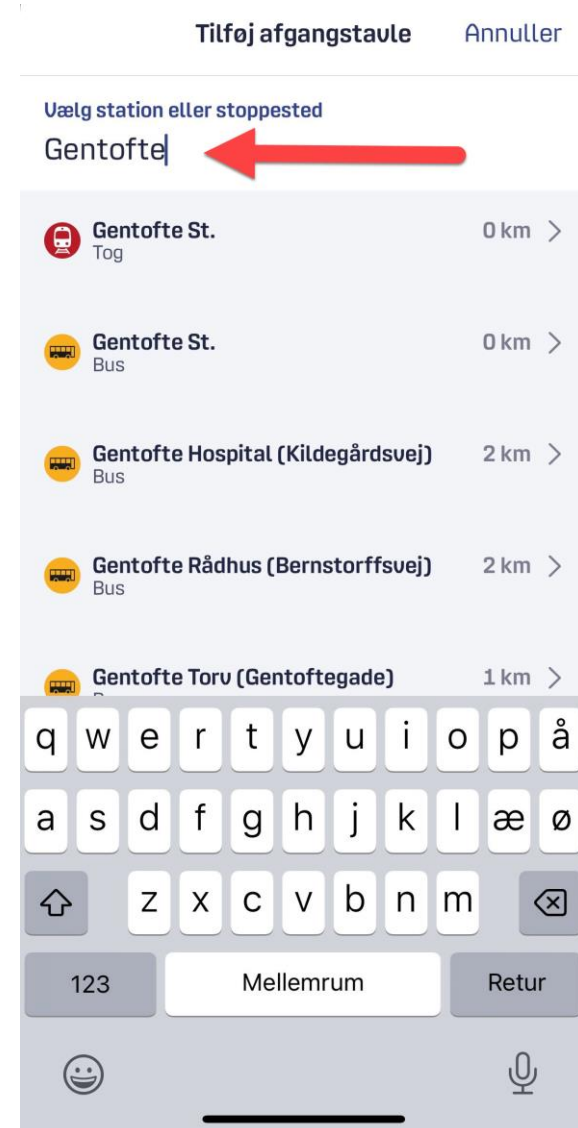 Tilføj afgangstavle Annuller
Vælg station eller stoppested
Gentofte
Gentofte St. 0 km
Tog
Gentofte St. 0 km
Bus
Gentofte Hospital (Kildegårdsvej) 2 km
Bus
Gentofte Rådhus (Bernstorffsvej) 2 km
Bus
Gentofte Torv (Gentoftegade) 1 km
q w e r t y u i o p å
a s d f g h j k l æ ø
z x c v b n m
123 Mellemrum Retur